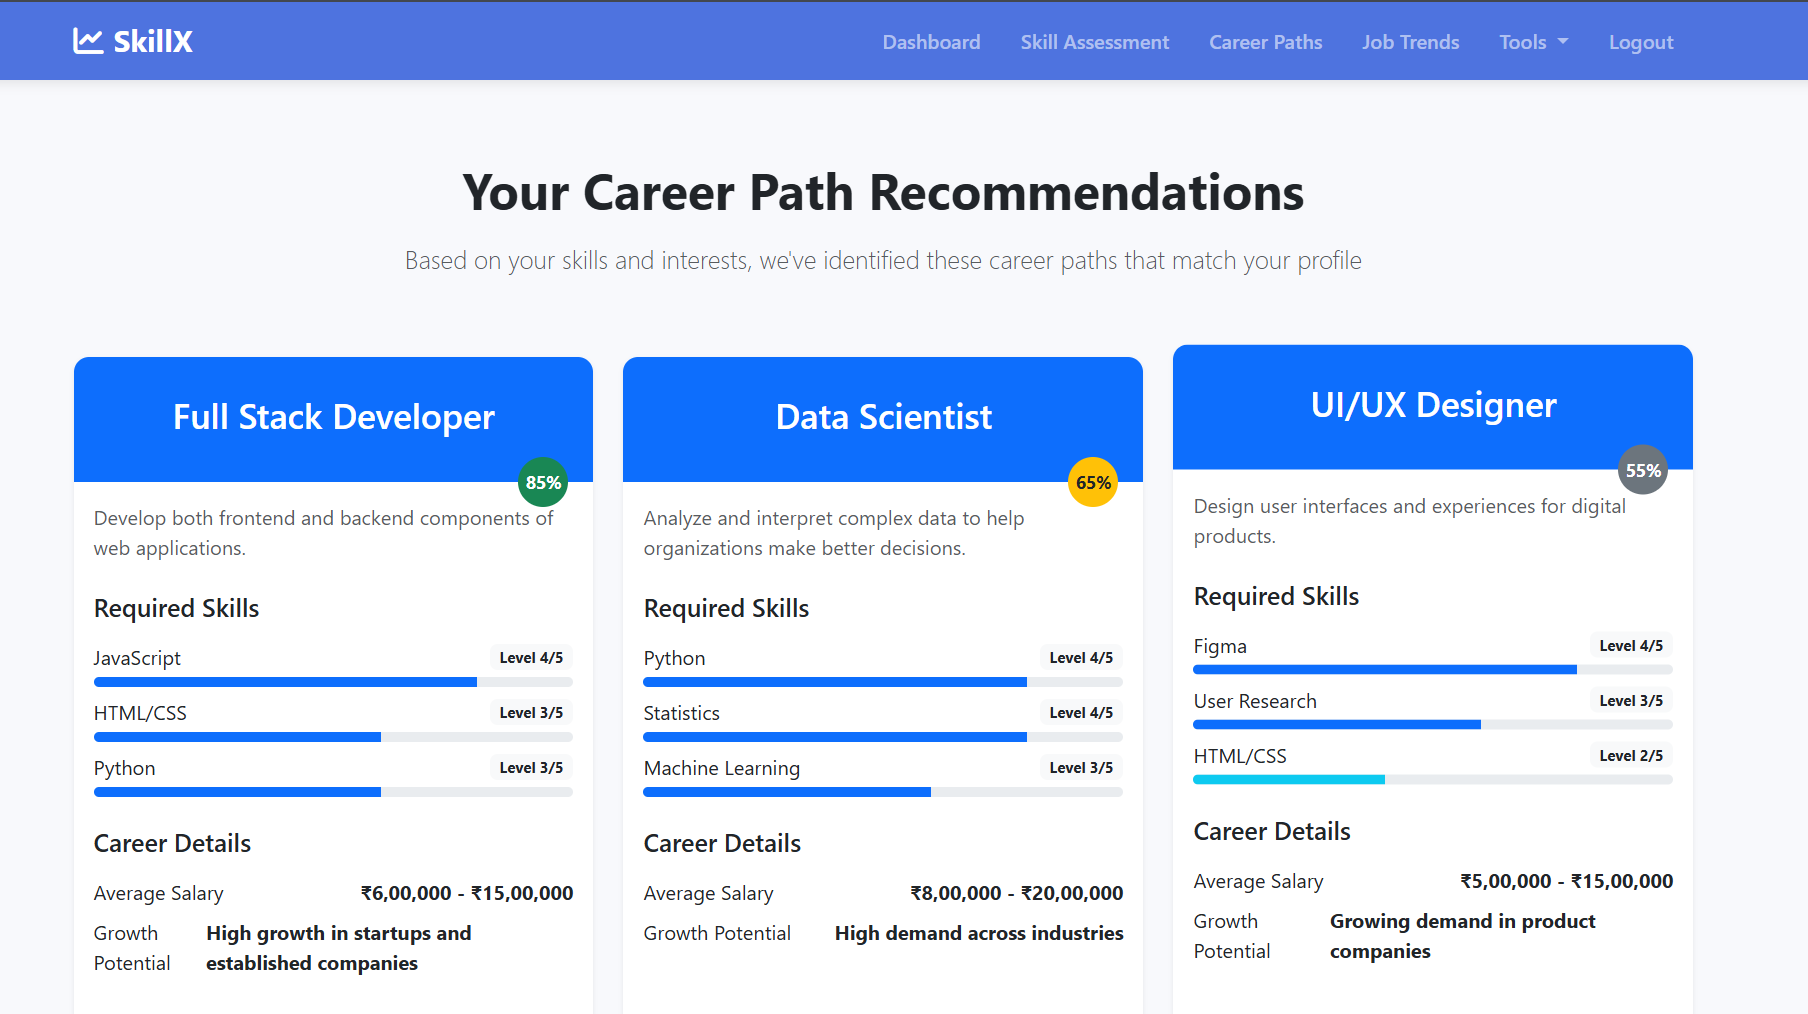 SkillX
Dashboard
Skill Assessment
Career Paths
Job Trends
Tools
Logout
Your Career Path Recommendations
Based on your skills and interests, we've identified these career paths that match your profile
Full Stack Developer
85%
Develop both frontend and backend components of
web applications.
Required Skills
JavaScript Level 4/5
HTML/CSS Level 3/5
Python Level 3/5
Career Details
Average Salary ₹6,00,000 - ₹15,00,000
Growth High growth in startups and
Potential established companies
Data Scientist
65%
Analyze and interpret complex data to help
organizations make better decisions.
Required Skills
Python Level 4/5
Statistics Level 4/5
Machine Learning Level 3/5
Career Details
Average Salary ₹8,00,000 - ₹20,00,000
Growth Potential High demand across industries
UI/UX Designer
55%
Design user interfaces and experiences for digital
products.
Required Skills
Figma Level 4/5
User Research Level 3/5
HTML/CSS Level 2/5
Career Details
Average Salary ₹5,00,000 - ₹15,00,000
Growth Growing demand in product
Potential companies